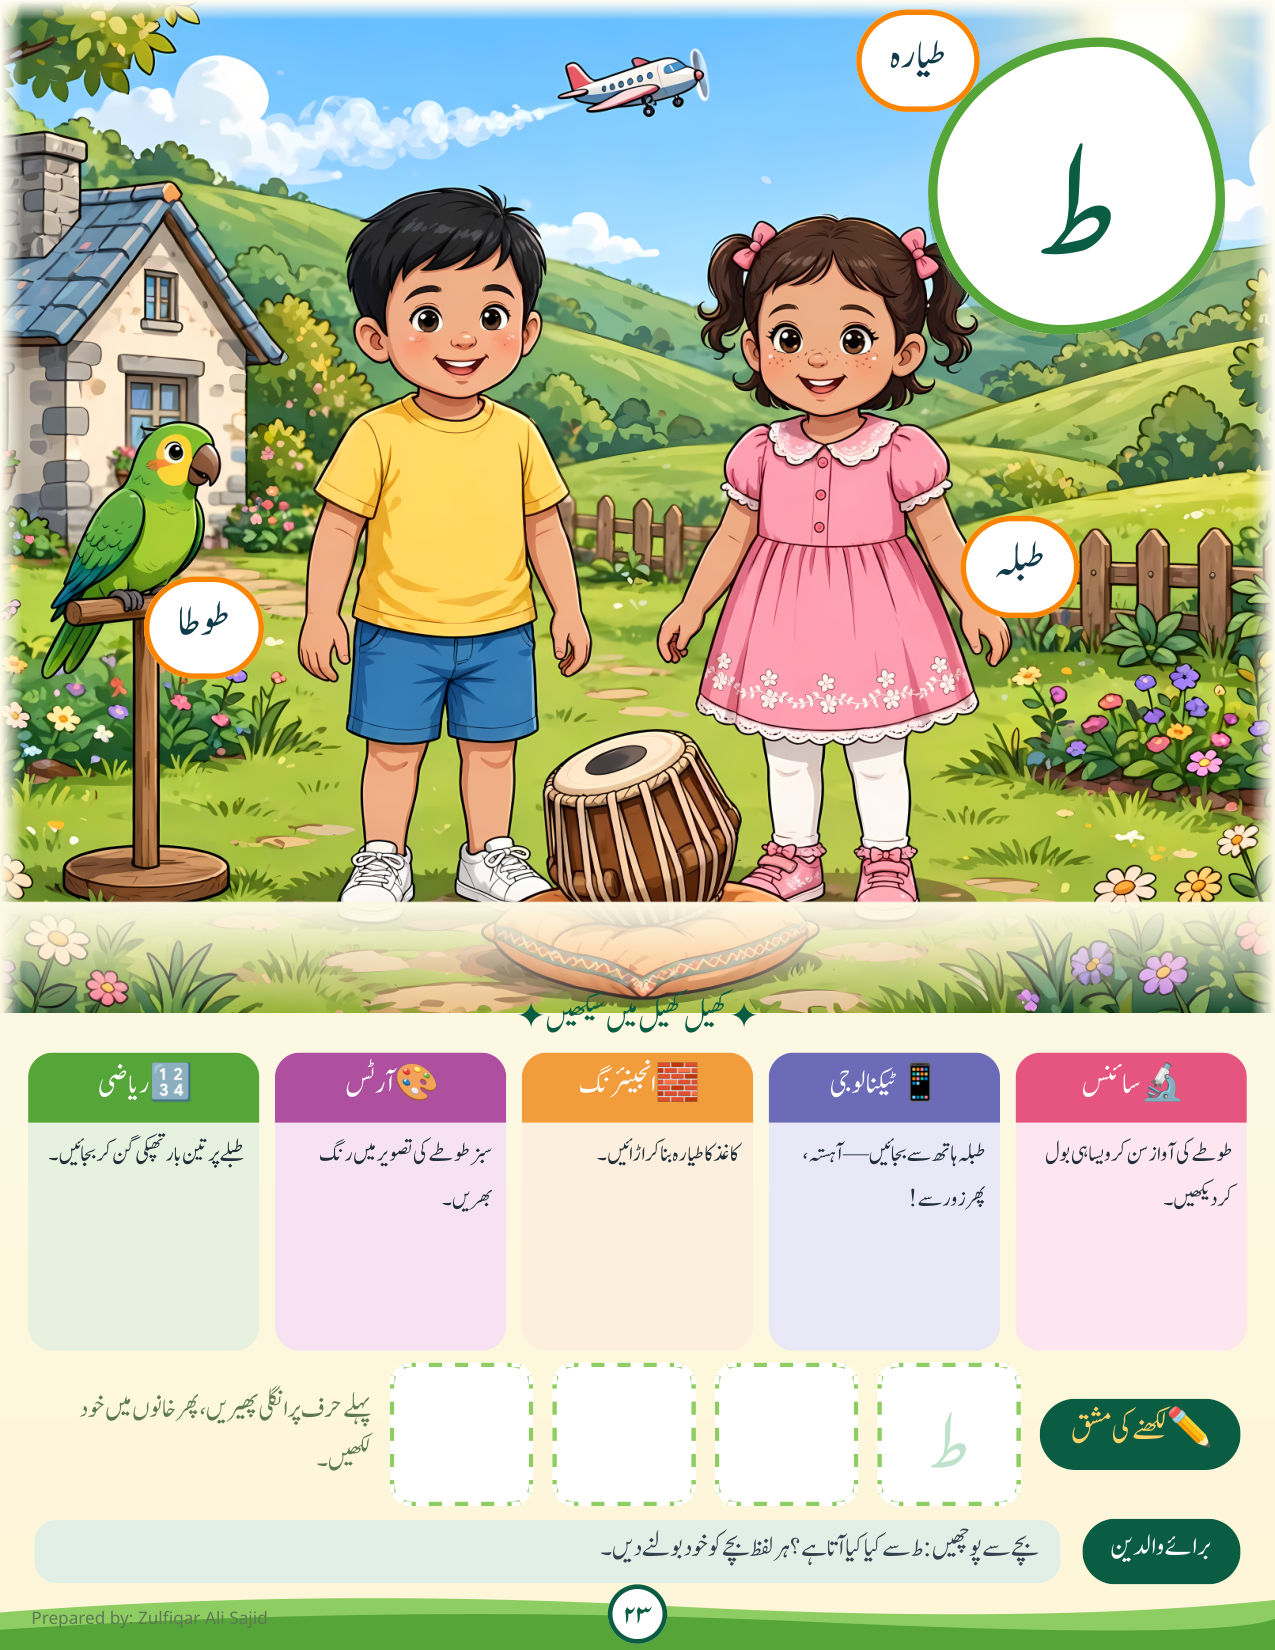 طیارہ
ط
طبلہ
طوطا
✦ کھیل کھیل میں سیکھیں ✦
🔬 سائنس
طوطے کی آواز سن کر ویسا ہی بول
کر دیکھیں۔
📱 ٹیکنالوجی
طبلہ ہاتھ سے بجائیں — آہستہ،
پھر زور سے!
🧱 انجینئرنگ
کاغذ کا طیارہ بنا کر اڑائیں۔
🎨 آرٹس
سبز طوطے کی تصویر میں رنگ
بھریں۔
🔢 ریاضی
طبلے پر تین بار تھپکی گن کر بجائیں۔
✏️ لکھنے کی مشق
ط
پہلے حرف پر انگلی پھیریں، پھر خانوں میں خود
لکھیں۔
برائے والدین
بچے سے پوچھیں: ط سے کیا کیا آتا ہے؟ ہر لفظ بچے کو خود بولنے دیں۔
Prepared by: Zulfiqar Ali Sajid
۲۳